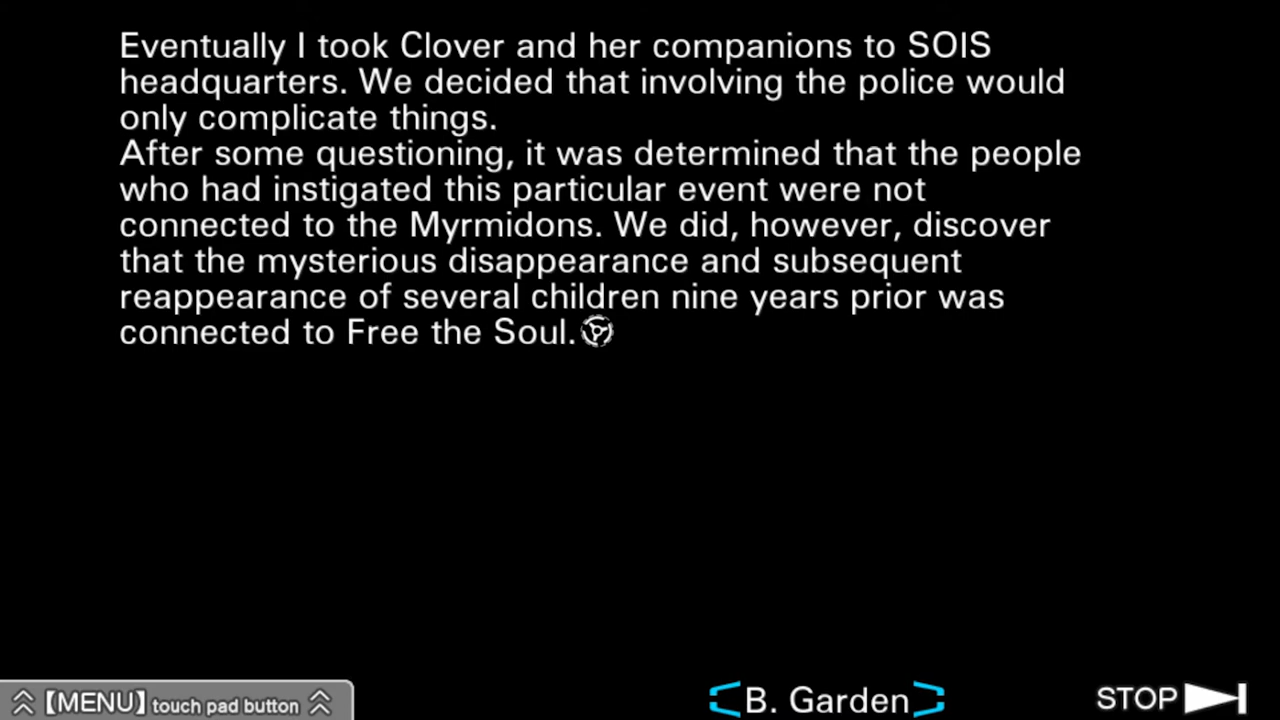 Eventually I took Clover and her companions to SOIS
headquarters. We decided that involving the police would
only complicate things.
After some questioning, it was determined that the people
who had instigated this particular event were not
connected to the Myrmidons. We did, however, discover
that the mysterious disappearance and subsequent
reappearance of several children nine years prior was
connected to Free the Soul.
【MENU】touch pad button
B. Garden
STOP